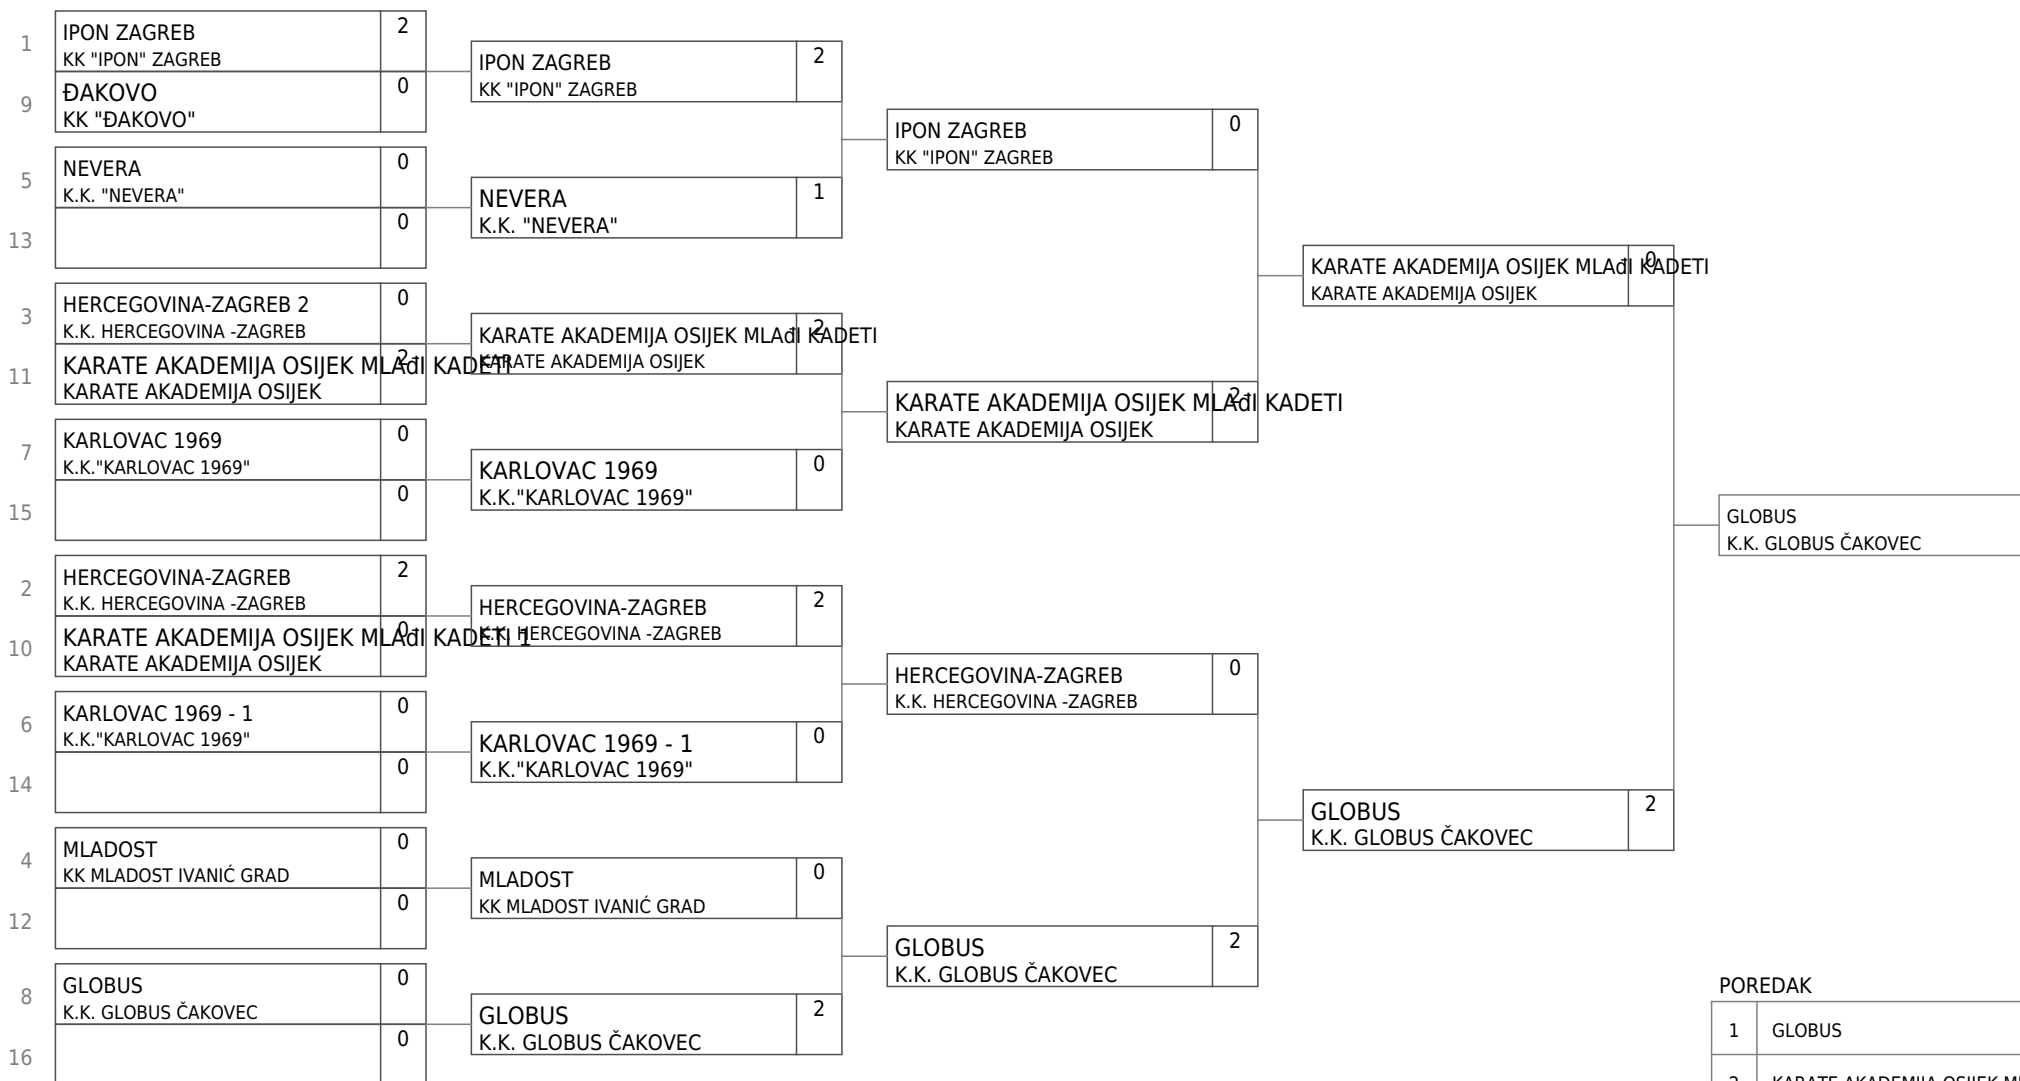 1
IPON ZAGREB
KK "IPON" ZAGREB
2
9
ĐAKOVO
KK "ĐAKOVO"
0
5
NEVERA
K.K. "NEVERA"
0
13
0
3
HERCEGOVINA-ZAGREB 2
K.K. HERCEGOVINA -ZAGREB
0
11
KARATE AKADEMIJA OSIJEK MLAđI KADETI
KARATE AKADEMIJA OSIJEK
2
7
KARLOVAC 1969
K.K."KARLOVAC 1969"
0
15
0
2
HERCEGOVINA-ZAGREB
K.K. HERCEGOVINA -ZAGREB
2
10
KARATE AKADEMIJA OSIJEK MLAđI KADETI 1
KARATE AKADEMIJA OSIJEK
0
6
KARLOVAC 1969 - 1
K.K."KARLOVAC 1969"
0
14
0
4
MLADOST
KK MLADOST IVANIĆ GRAD
0
12
0
8
GLOBUS
K.K. GLOBUS ČAKOVEC
0
16
0
IPON ZAGREB
KK "IPON" ZAGREB
2
NEVERA
K.K. "NEVERA"
1
KARATE AKADEMIJA OSIJEK MLAđI KADETI
KARATE AKADEMIJA OSIJEK
2
KARLOVAC 1969
K.K."KARLOVAC 1969"
0
HERCEGOVINA-ZAGREB
K.K. HERCEGOVINA -ZAGREB
2
KARLOVAC 1969 - 1
K.K."KARLOVAC 1969"
0
MLADOST
KK MLADOST IVANIĆ GRAD
0
GLOBUS
K.K. GLOBUS ČAKOVEC
2
IPON ZAGREB
KK "IPON" ZAGREB
0
KARATE AKADEMIJA OSIJEK MLAđI KADETI
KARATE AKADEMIJA OSIJEK
2
HERCEGOVINA-ZAGREB
K.K. HERCEGOVINA -ZAGREB
0
GLOBUS
K.K. GLOBUS ČAKOVEC
2
KARATE AKADEMIJA OSIJEK MLAđI KADETI
KARATE AKADEMIJA OSIJEK
0
GLOBUS
K.K. GLOBUS ČAKOVEC
2
GLOBUS
K.K. GLOBUS ČAKOVEC
POREDAK
1 GLOBUS
2 KARATE AKADEMIJA OSIJEK